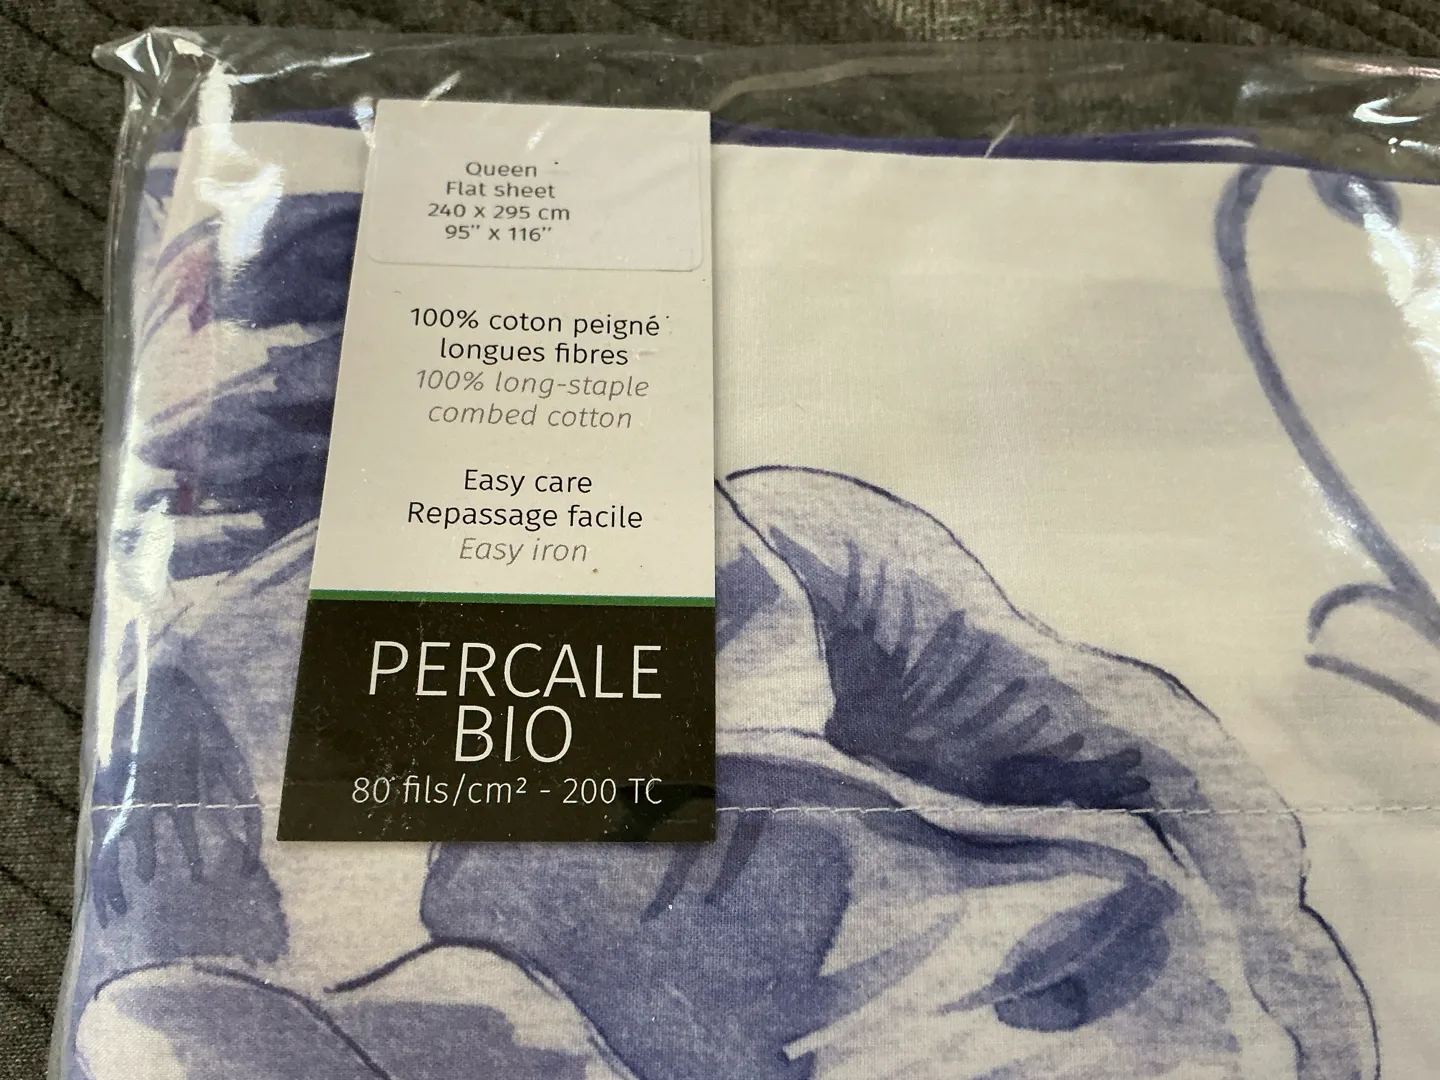 Queen
Flat sheet
240 x 295 cm
95” x 116”
100% coton peigné
longues fibres
100% long-staple
combed cotton
Easy care
Repassage facile
Easy iron
PERCALE
BIO
80 fils/cm² - 200 TC